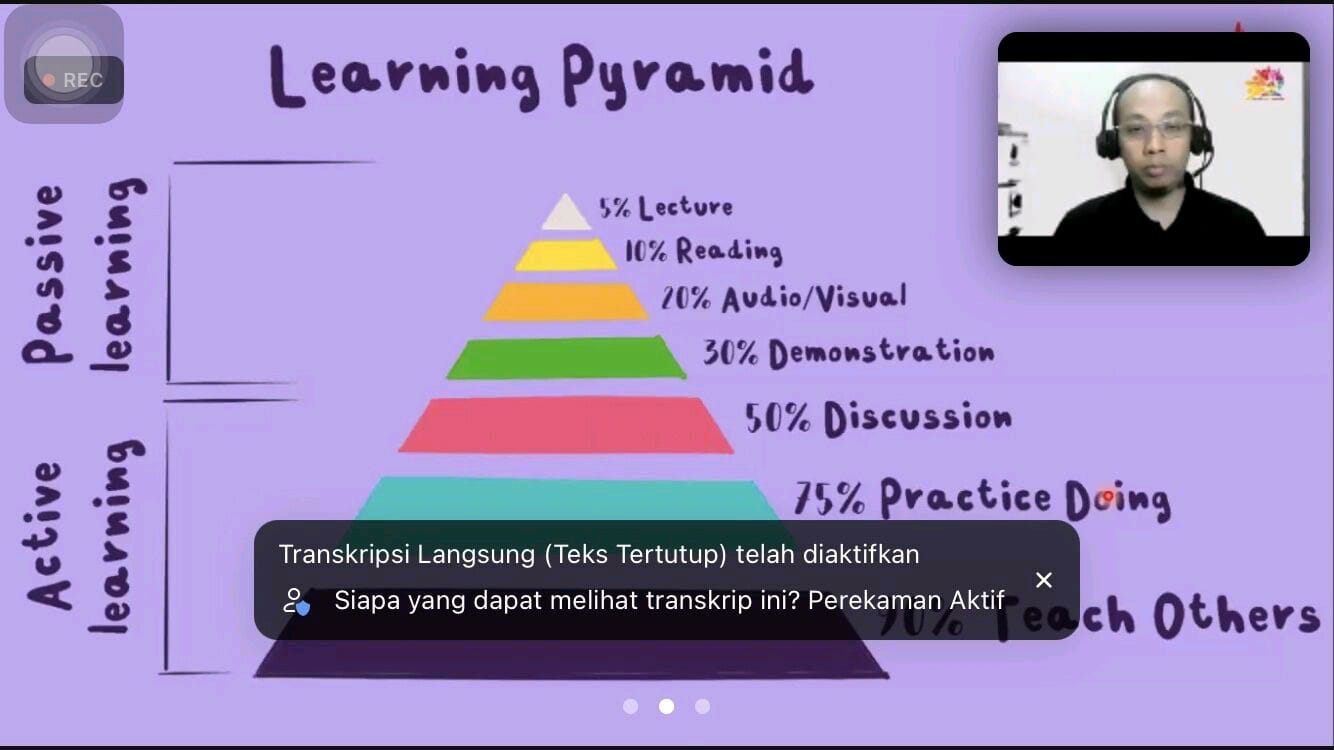 REC
Learning Pyramid
Passive
learning
5% Lecture
10% Reading
20% Audio/Visual
30% Demonstration
Active
learning
50% Discussion
75% Practice Doing
90% Teach Others
Transkripsi Langsung (Teks Tertutup) telah diaktifkan
Siapa yang dapat melihat transkrip ini? Perekaman Aktif